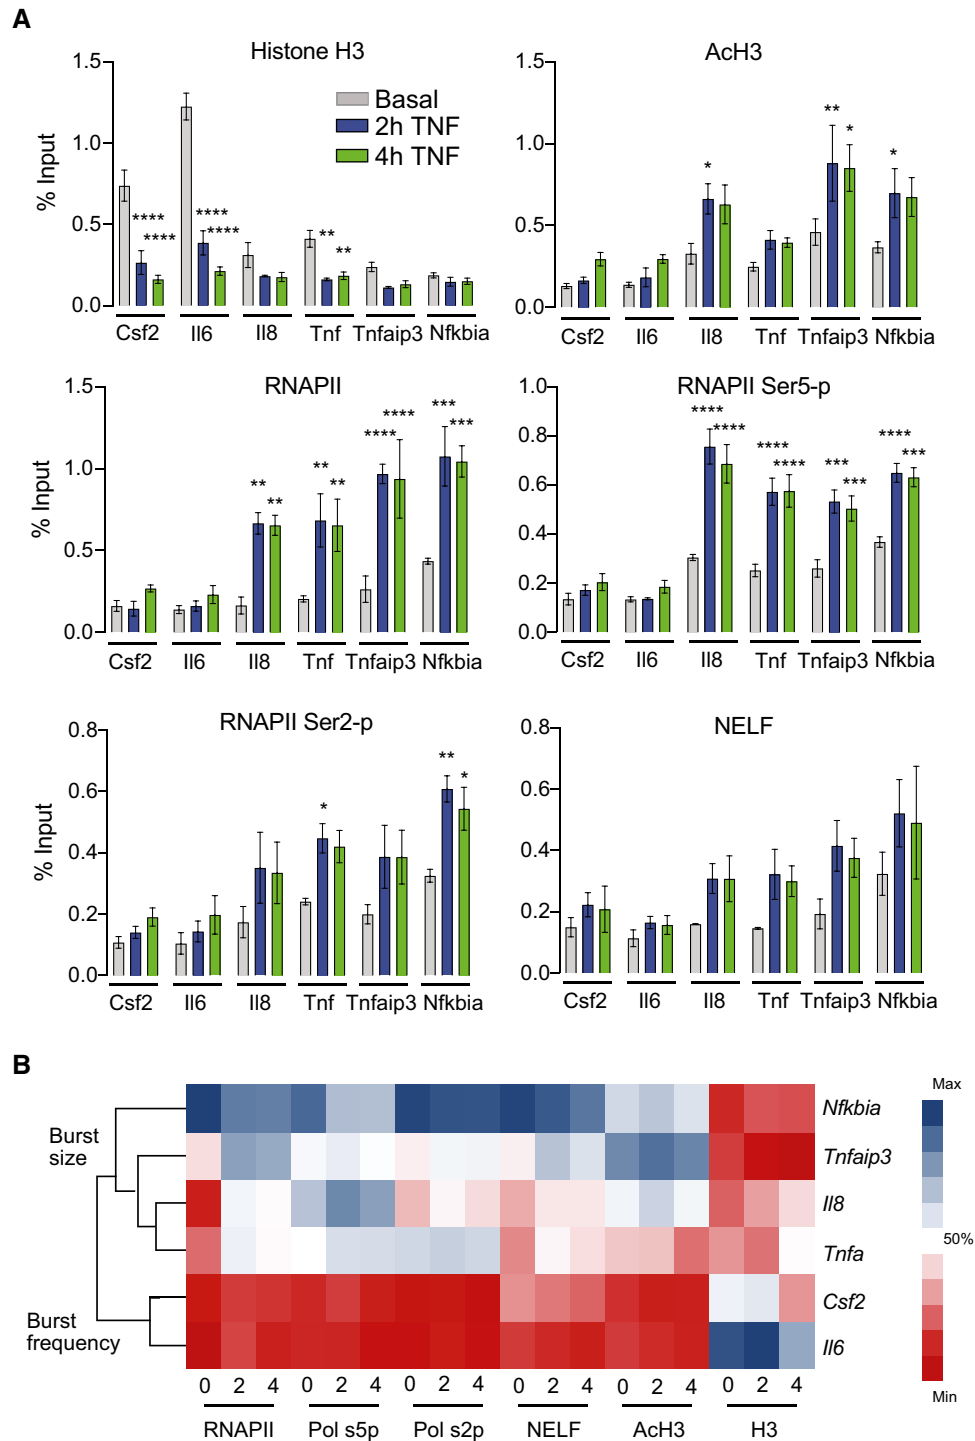 A
Histone H3
1.5
1.0
0.5
0.0
% Input
Basal
2h TNF
4h TNF
****
****
****
****
**
**
Csf2 Il6 Il8 Tnf Tnfaip3 Nfkbia
AcH3
1.5
1.0
0.5
0.0
*
**
*
*
Csf2 Il6 Il8 Tnf Tnfaip3 Nfkbia
RNAPII
1.5
1.0
0.5
0.0
% Input
**
**
**
**
****
****
***
***
Csf2 Il6 Il8 Tnf Tnfaip3 Nfkbia
RNAPII Ser5-p
1.0
0.8
0.6
0.4
0.2
0.0
****
****
****
****
***
***
****
***
Csf2 Il6 Il8 Tnf Tnfaip3 Nfkbia
RNAPII Ser2-p
0.8
0.6
0.4
0.2
0.0
% Input
*
**
*
Csf2 Il6 Il8 Tnf Tnfaip3 Nfkbia
NELF
0.8
0.6
0.4
0.2
0.0
Csf2 Il6 Il8 Tnf Tnfaip3 Nfkbia
B
Burst
size
Burst
frequency
Nfkbia
Tnfaip3
Il8
Tnfa
Csf2
Il6
Max
50%
Min
0 2 4 0 2 4 0 2 4 0 2 4 0 2 4 0 2 4
RNAPII Pol s5p Pol s2p NELF AcH3 H3